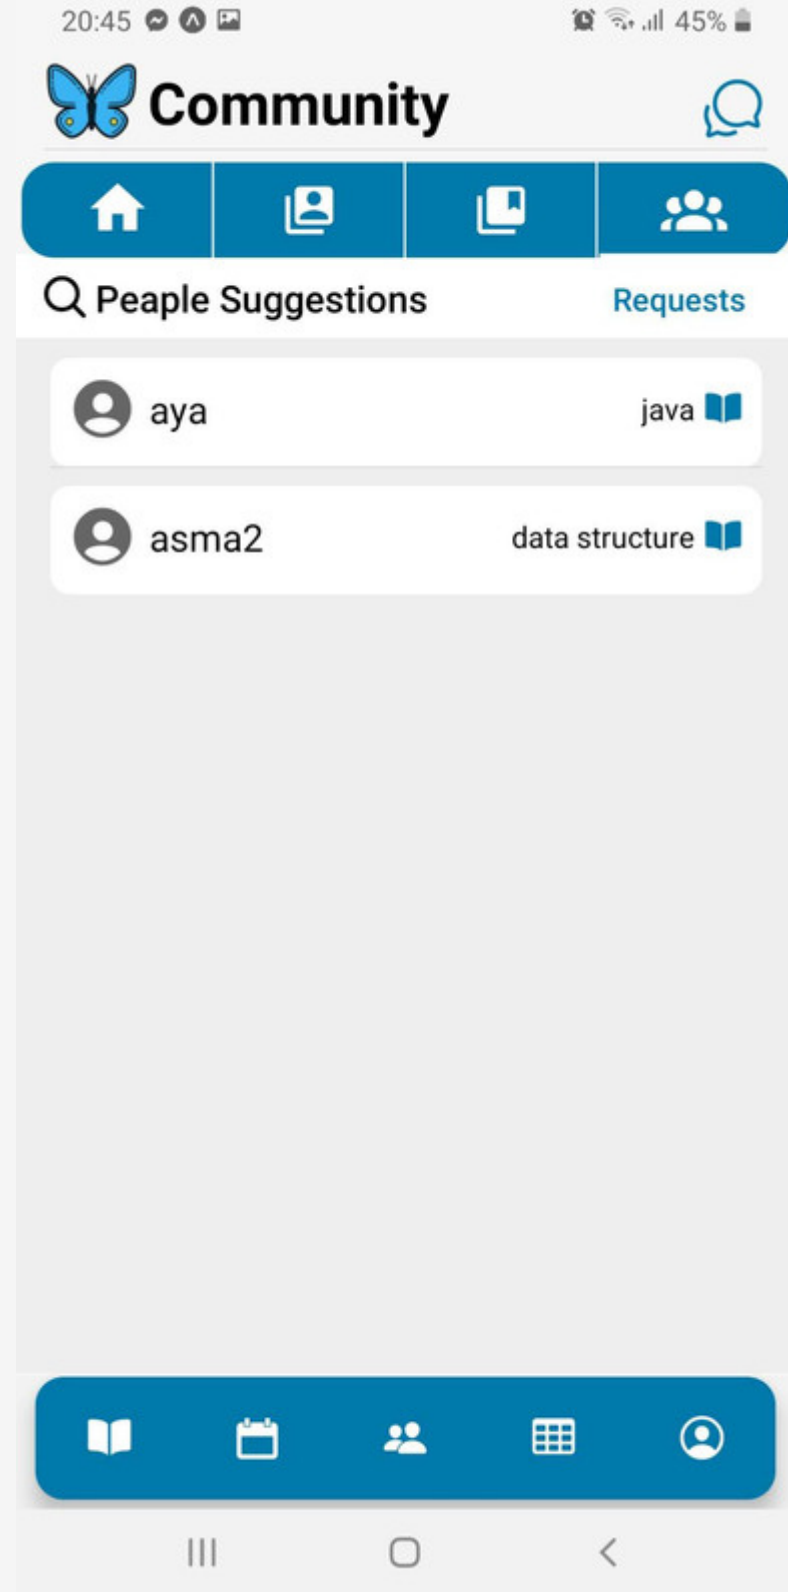 20:45 45%
Community
Peaple Suggestions Requests
aya java
asma2 data structure